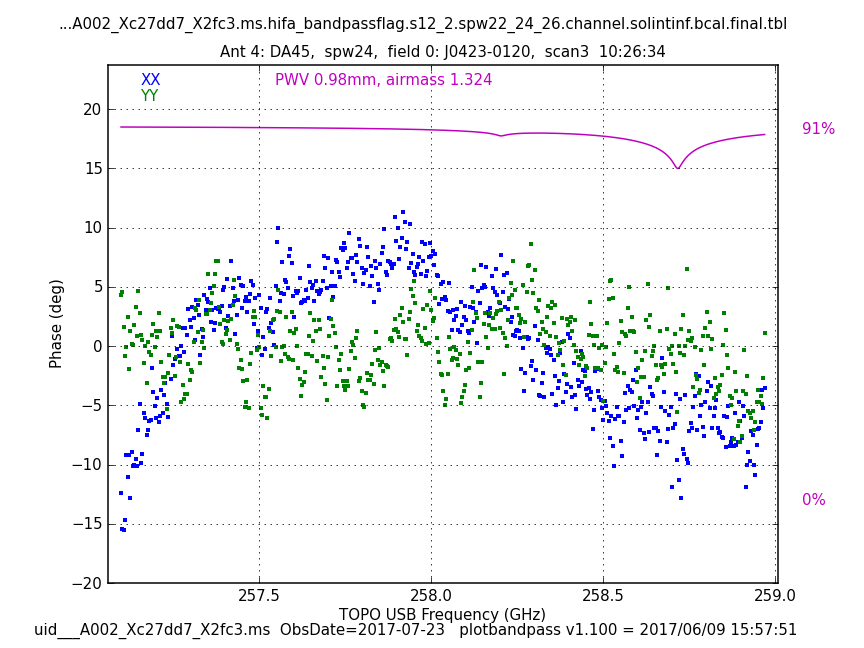 ...A002_Xc27dd7_X2fc3.ms.hifa_bandpassflag.s12_2.spw22_24_26.channel.solintinf.bcal.final.tbl
Ant 4: DA45,  spw24,  field 0: J0423-0120,  scan3  10:26:34
XX
YY
PWV 0.98mm, airmass 1.324
91%
0%
Phase (deg)
20
15
10
5
0
−5
−10
−15
−20
257.5
258.0
258.5
259.0
TOPO USB Frequency (GHz)
uid___A002_Xc27dd7_X2fc3.ms  ObsDate=2017-07-23   plotbandpass v1.100 = 2017/06/09 15:57:51